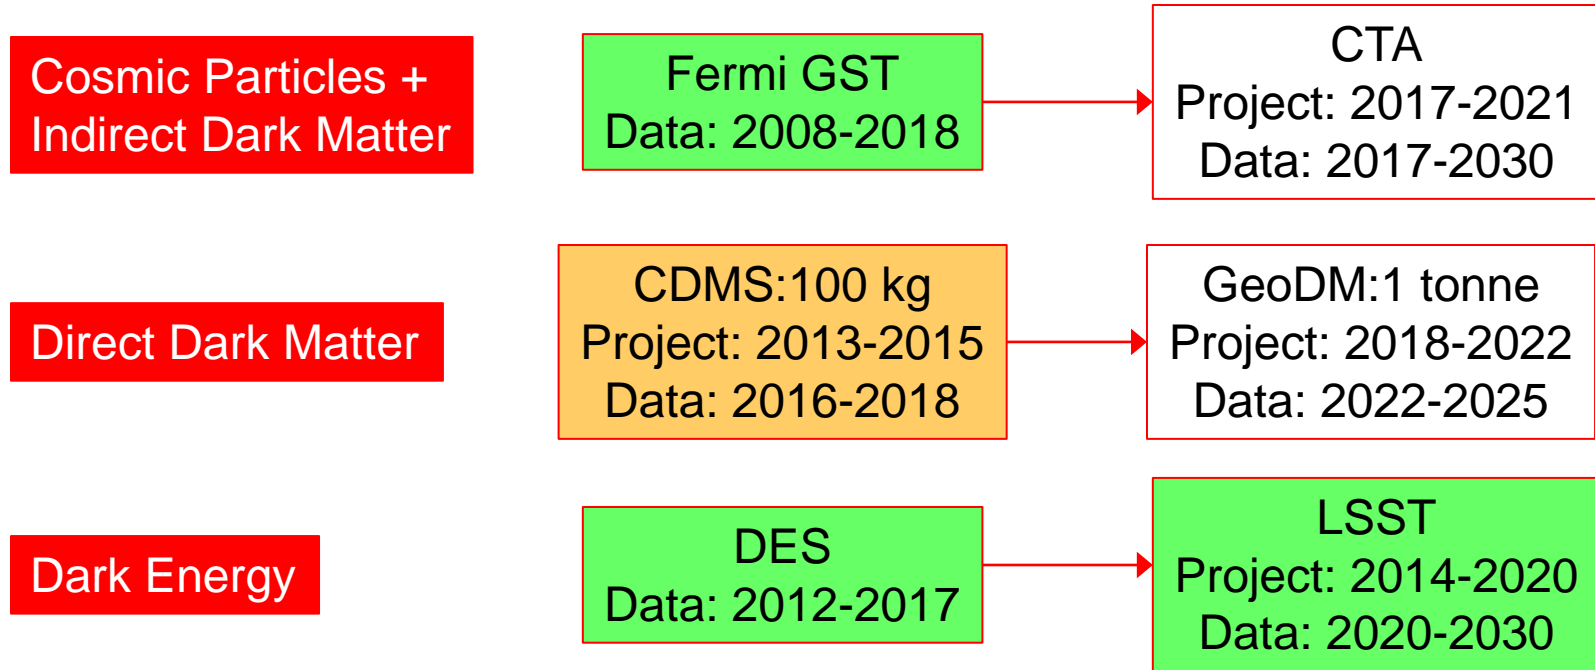 Cosmic Particles +
Indirect Dark Matter
Fermi GST
Data: 2008-2018
CTA
Project: 2017-2021
Data: 2017-2030
Direct Dark Matter
CDMS:100 kg
Project: 2013-2015
Data: 2016-2018
GeoDM:1 tonne
Project: 2018-2022
Data: 2022-2025
Dark Energy
DES
Data: 2012-2017
LSST
Project: 2014-2020
Data: 2020-2030